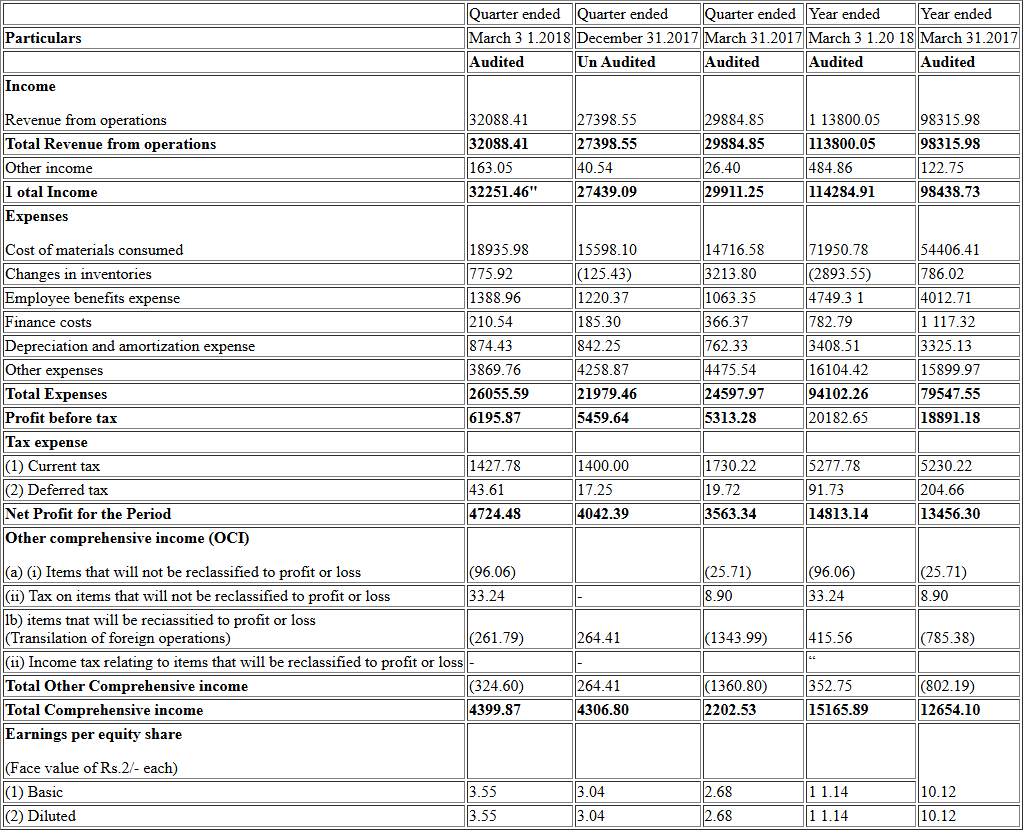 Quarter ended Quarter ended Quarter ended Year ended Year ended
Particulars March 3 1.2018 December 31.2017 March 31.2017 March 3 1.20 18 March 31.2017
Audited Un Audited Audited Audited Audited
Income
Revenue from operations 32088.41 27398.55 29884.85 1 13800.05 98315.98
Total Revenue from operations 32088.41 27398.55 29884.85 113800.05 98315.98
Other income 163.05 40.54 26.40 484.86 122.75
1 otal Income 32251.46" 27439.09 29911.25 114284.91 98438.73
Expenses
Cost of materials consumed 18935.98 15598.10 14716.58 71950.78 54406.41
Changes in inventories 775.92 (125.43) 3213.80 (2893.55) 786.02
Employee benefits expense 1388.96 1220.37 1063.35 4749.3 1 4012.71
Finance costs 210.54 185.30 366.37 782.79 1 117.32
Depreciation and amortization expense 874.43 842.25 762.33 3408.51 3325.13
Other expenses 3869.76 4258.87 4475.54 16104.42 15899.97
Total Expenses 26055.59 21979.46 24597.97 94102.26 79547.55
Profit before tax 6195.87 5459.64 5313.28 20182.65 18891.18
Tax expense
(1) Current tax 1427.78 1400.00 1730.22 5277.78 5230.22
(2) Deferred tax 43.61 17.25 19.72 91.73 204.66
Net Profit for the Period 4724.48 4042.39 3563.34 14813.14 13456.30
Other comprehensive income (OCI)
(a) (i) Items that will not be reclassified to profit or loss (96.06) (25.71) (96.06) (25.71)
(ii) Tax on items that will not be reclassified to profit or loss 33.24 - 8.90 33.24 8.90
lb) items tnat will be reciassitied to profit or loss
(Transilation of foreign operations) (261.79) 264.41 (1343.99) 415.56 (785.38)
(ii) Income tax relating to items that will be reclassified to profit or loss - - “
Total Other Comprehensive income (324.60) 264.41 (1360.80) 352.75 (802.19)
Total Comprehensive income 4399.87 4306.80 2202.53 15165.89 12654.10
Earnings per equity share
(Face value of Rs.2/- each)
(1) Basic 3.55 3.04 2.68 1 1.14 10.12
(2) Diluted 3.55 3.04 2.68 1 1.14 10.12